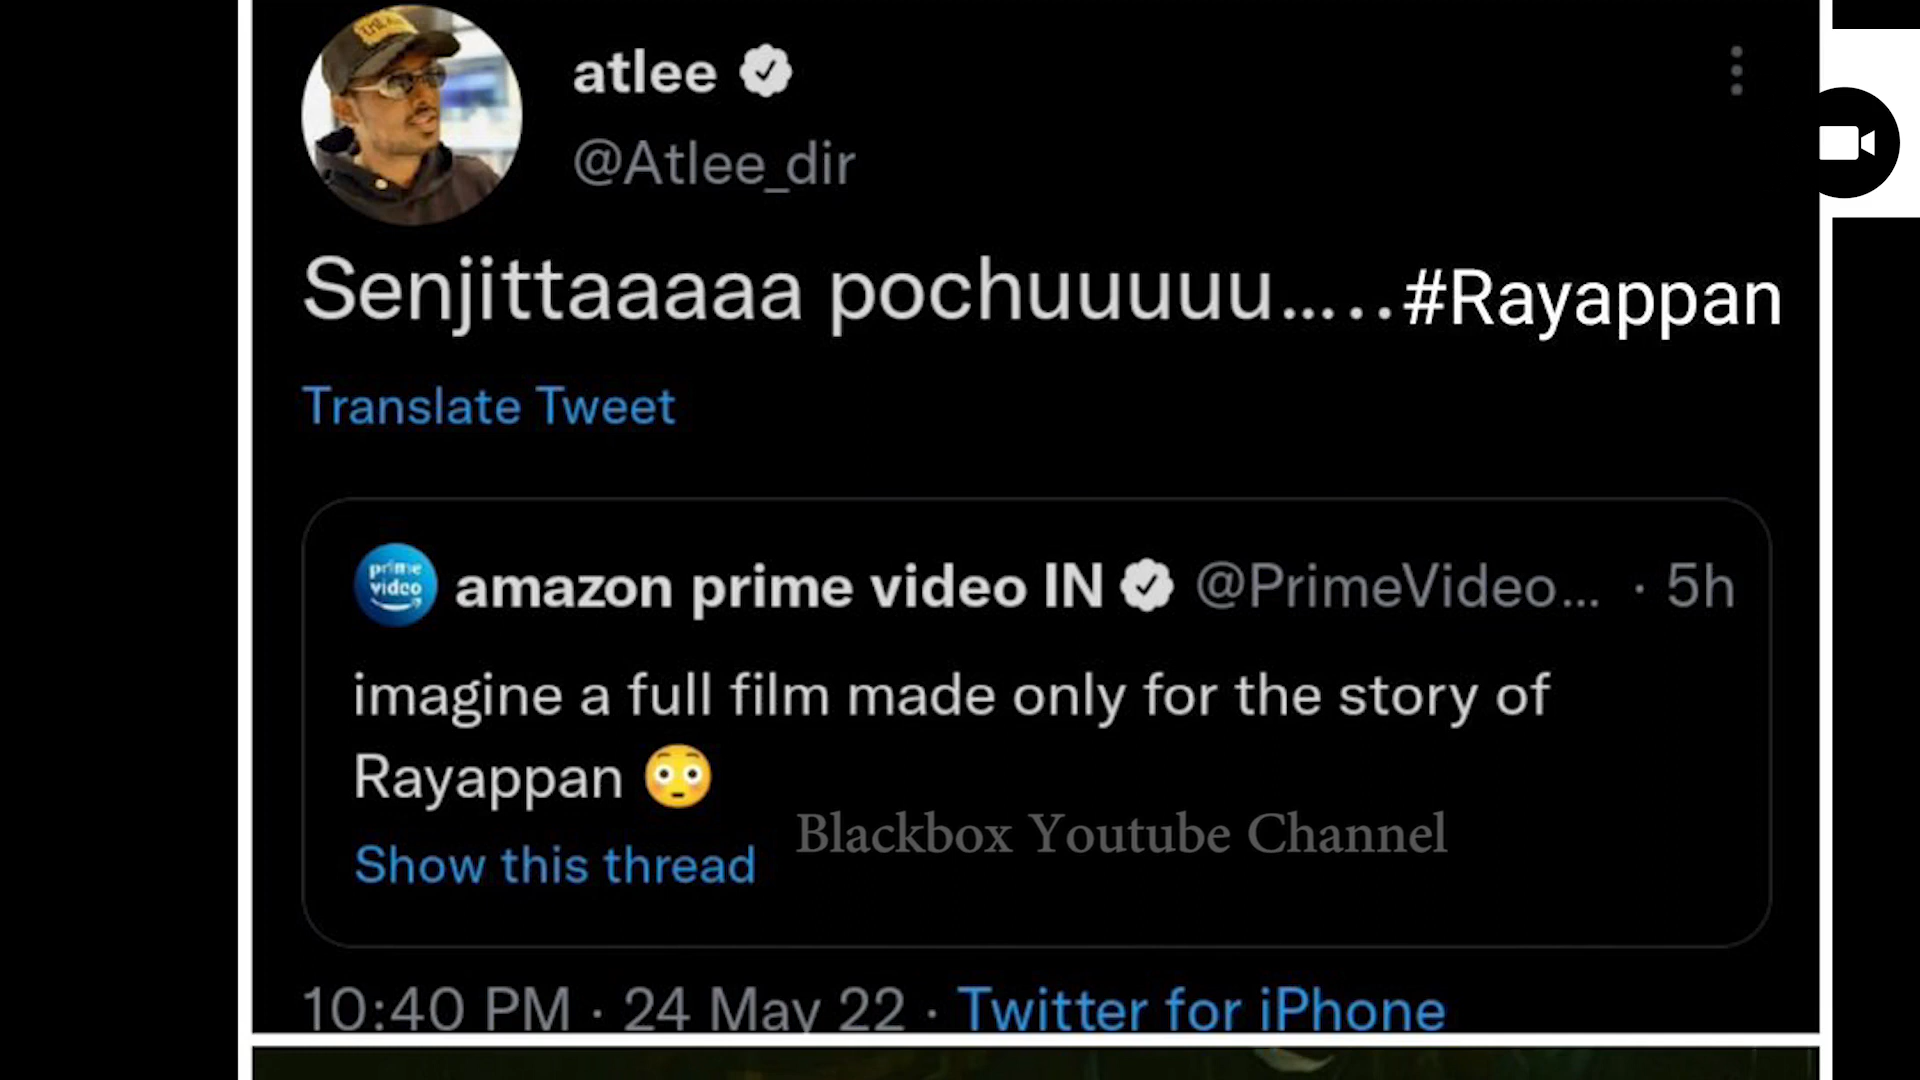 atlee
@Atlee_dir
Senjittaaaaa pochuuuuu..... #Rayappan
Translate Tweet
prime
video
amazon prime video IN @PrimeVideo... · 5h
imagine a full film made only for the story of
Rayappan 😳
Show this thread
Blackbox Youtube Channel
10:40 PM · 24 May 22 · Twitter for iPhone